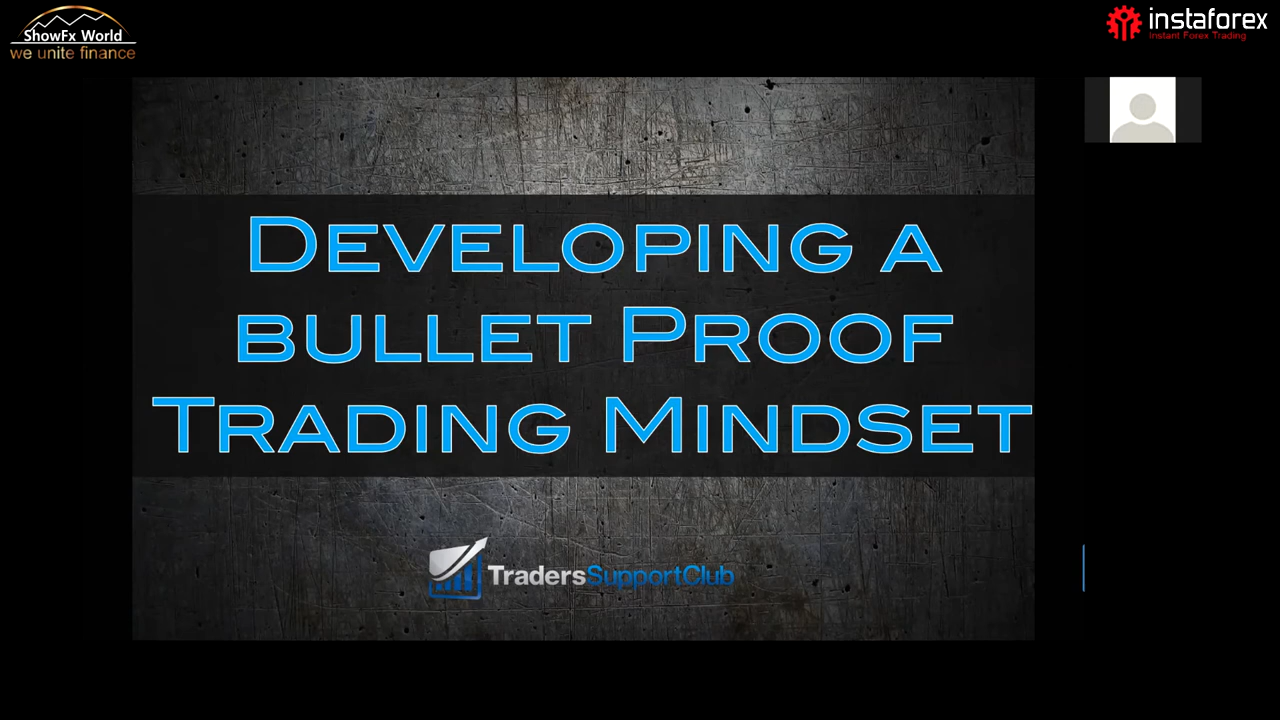 ShowFx World
we unite finance
instaforex
Instant Forex Trading
DEVELOPING A
BULLET PROOF
TRADING MINDSET
TradersSupportClub